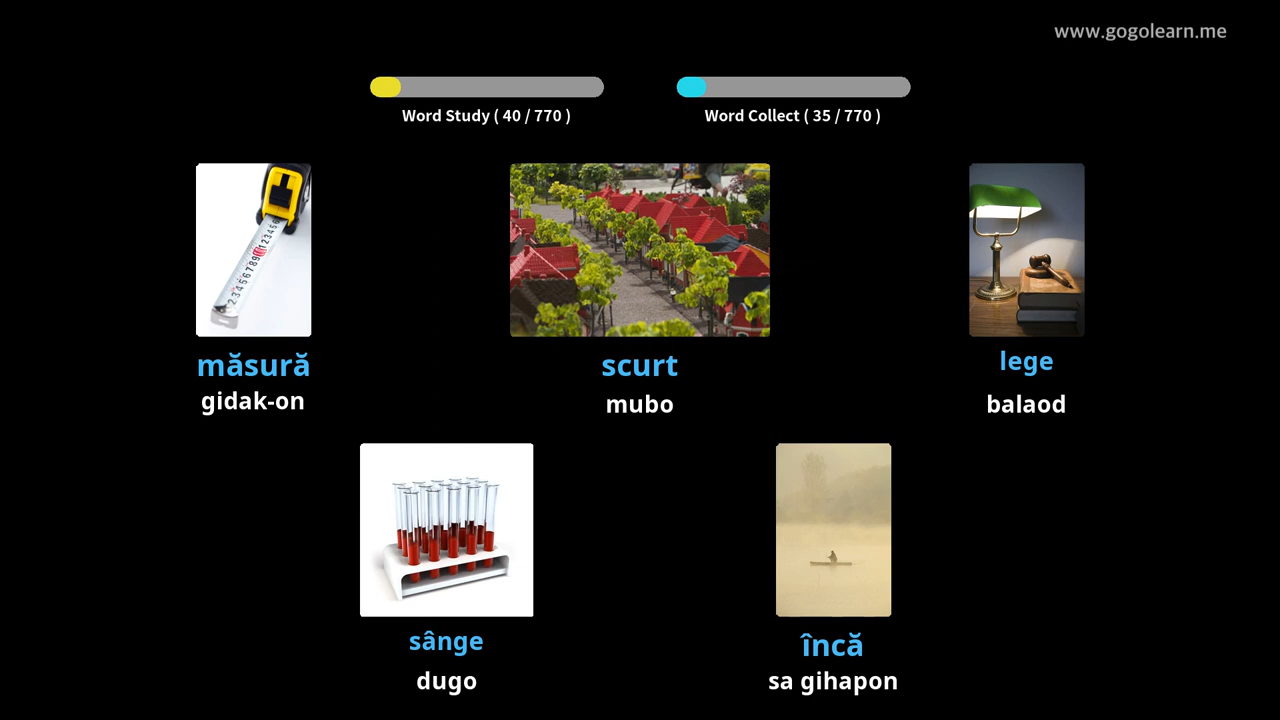 www.gogolearn.me
Word Study ( 40 / 770 )
Word Collect ( 35 / 770 )
măsură
gidak-on
scurt
mubo
lege
balaod
sânge
dugo
încă
sa gihapon